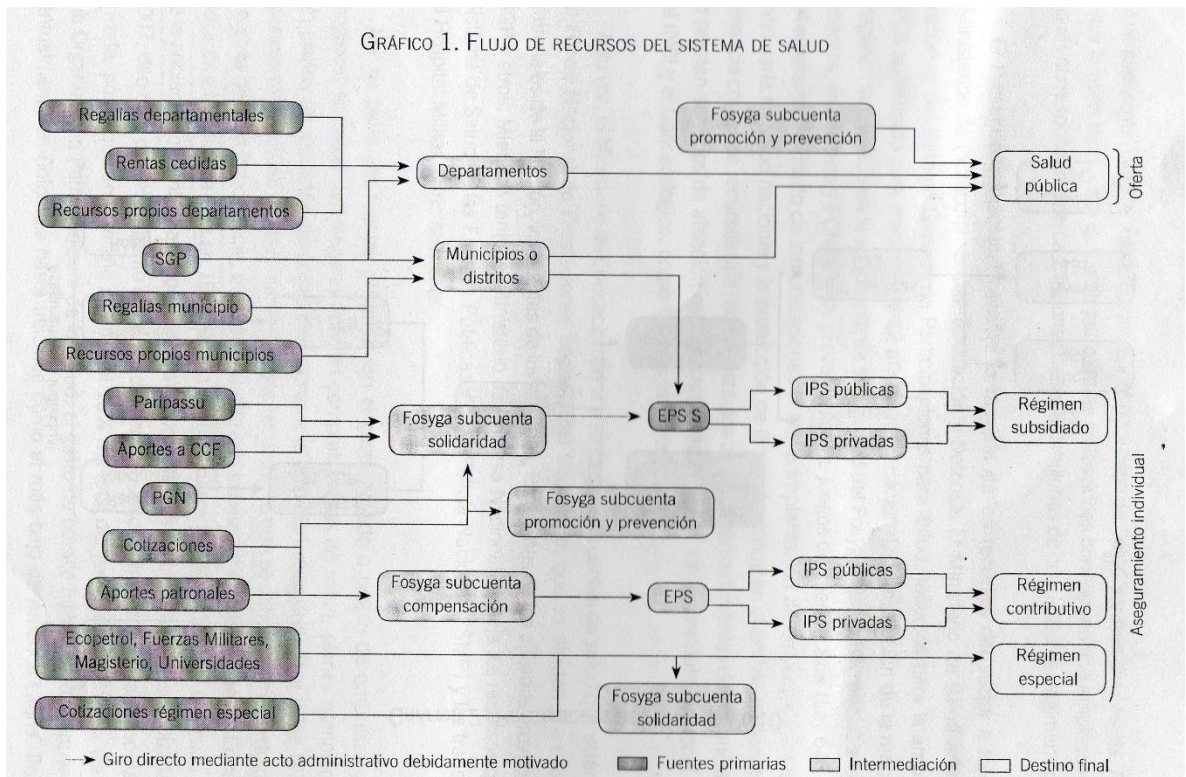 GRÁFICO 1. FLUJO DE RECURSOS DEL SISTEMA DE SALUD
Regalías departamentales
Rentas cedidas
Recursos propios departamentos
SGP
Regalías municipio
Recursos propios municipios
Paripassu
Aportes a CCF
PGN
Cotizaciones
Aportes patronales
Ecopetrol, Fuerzas Militares,
Magisterio, Universidades
Cotizaciones régimen especial
Departamentos
Municipios o
distritos
Fosyga subcuenta
solidaridad
Fosyga subcuenta
promoción y prevención
Fosyga subcuenta
compensación
Fosyga subcuenta
solidaridad
Fosyga subcuenta
promoción y prevención
EPS S
EPS
IPS públicas
IPS privadas
IPS públicas
IPS privadas
Salud
pública
Régimen
subsidiado
Régimen
contributivo
Régimen
especial
Oferta
Aseguramiento individual
Giro directo mediante acto administrativo debidamente motivado
Fuentes primarias
Intermediación
Destino final